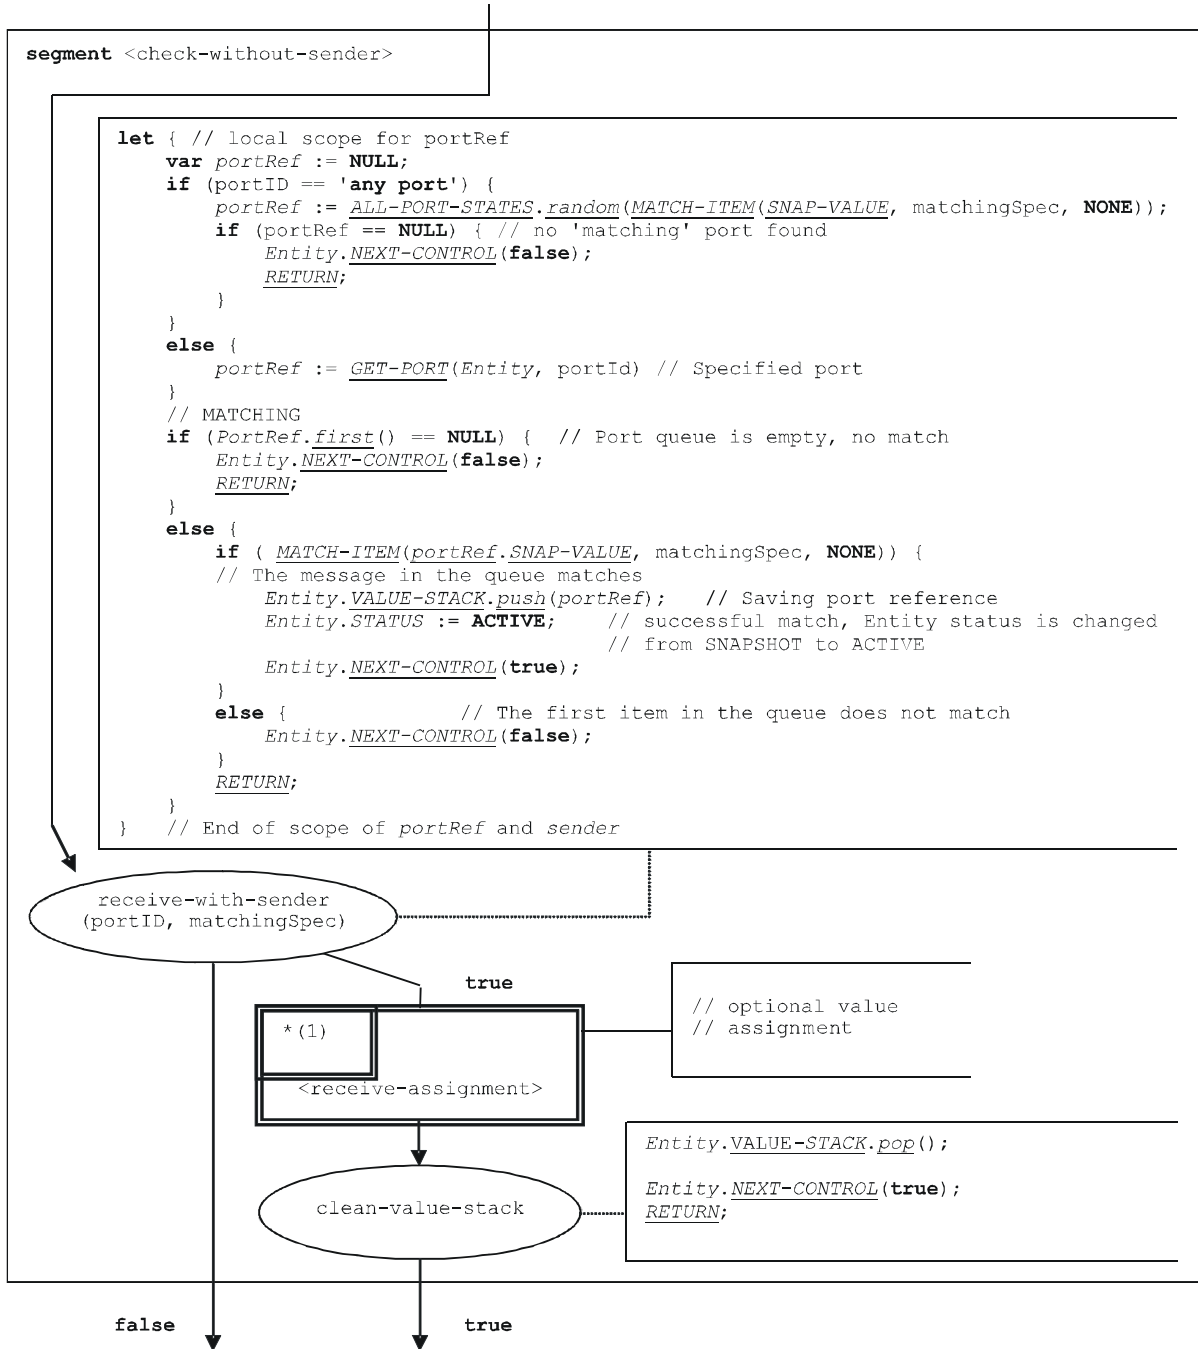 segment <check-without-sender>
let { // local scope for portRef
var portRef := NULL;
if (portID == 'any port') {
portRef := ALL-PORT-STATES.random(MATCH-ITEM(SNAP-VALUE, matchingSpec, NONE));
if (portRef == NULL) { // no 'matching' port found
Entity.NEXT-CONTROL(false);
RETURN;
}
}
else {
portRef := GET-PORT(Entity, portId) // Specified port
}
// MATCHING
if (PortRef.first() == NULL) { // Port queue is empty, no match
Entity.NEXT-CONTROL(false);
RETURN;
}
else {
if ( MATCH-ITEM(portRef.SNAP-VALUE, matchingSpec, NONE)) {
// The message in the queue matches
Entity.VALUE-STACK.push(portRef); // Saving port reference
Entity.STATUS := ACTIVE; // successful match, Entity status is changed
// from SNAPSHOT to ACTIVE
Entity.NEXT-CONTROL(true);
}
else { // The first item in the queue does not match
Entity.NEXT-CONTROL(false);
}
RETURN;
}
} // End of scope of portRef and sender
receive-with-sender
(portID, matchingSpec)
true
// optional value
// assignment
*(1)
<receive-assignment>
Entity.VALUE-STACK.pop();
Entity.NEXT-CONTROL(true);
RETURN;
clean-value-stack
false
true